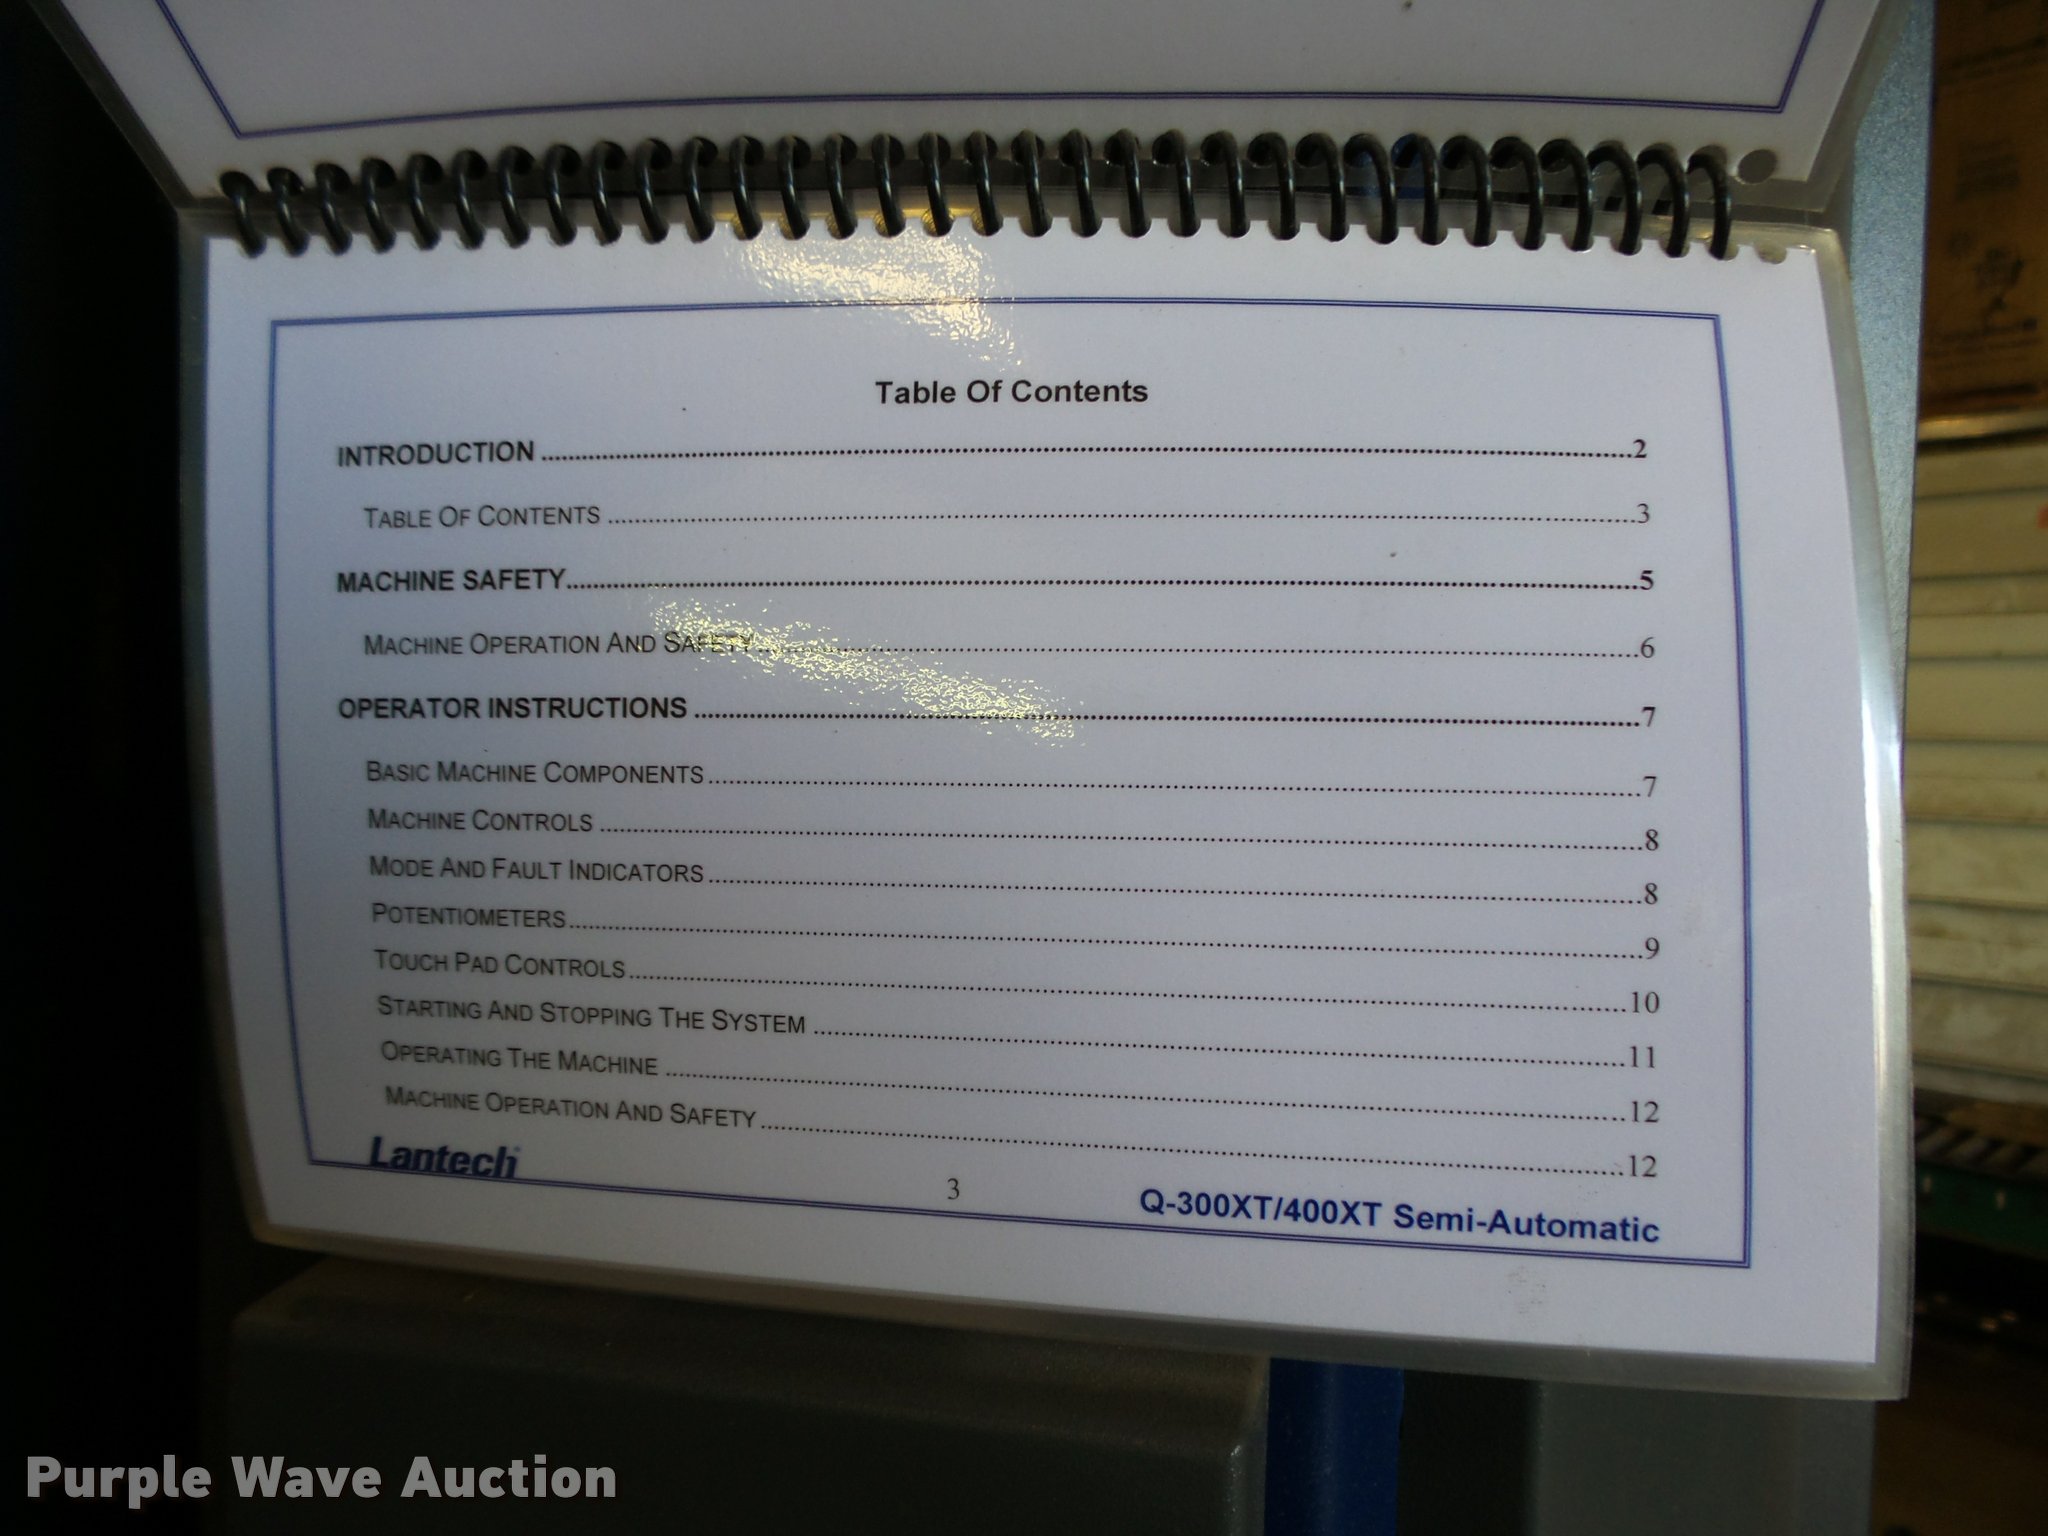 Table Of Contents
INTRODUCTION ........................................ 2
TABLE OF CONTENTS ........................................ 3
MACHINE SAFETY ........................................ 5
MACHINE OPERATION AND SAFETY ........................................ 6
OPERATOR INSTRUCTIONS ........................................ 7
BASIC MACHINE COMPONENTS ........................................ 7
MACHINE CONTROLS ........................................ 8
MODE AND FAULT INDICATORS ........................................ 8
POTENTIOMETERS ........................................ 9
TOUCH PAD CONTROLS ........................................ 10
STARTING AND STOPPING THE SYSTEM ........................................ 11
OPERATING THE MACHINE ........................................ 12
MACHINE OPERATION AND SAFETY ........................................ 12
Lantech
3
Q-300XT/400XT Semi-Automatic
Purple Wave Auction